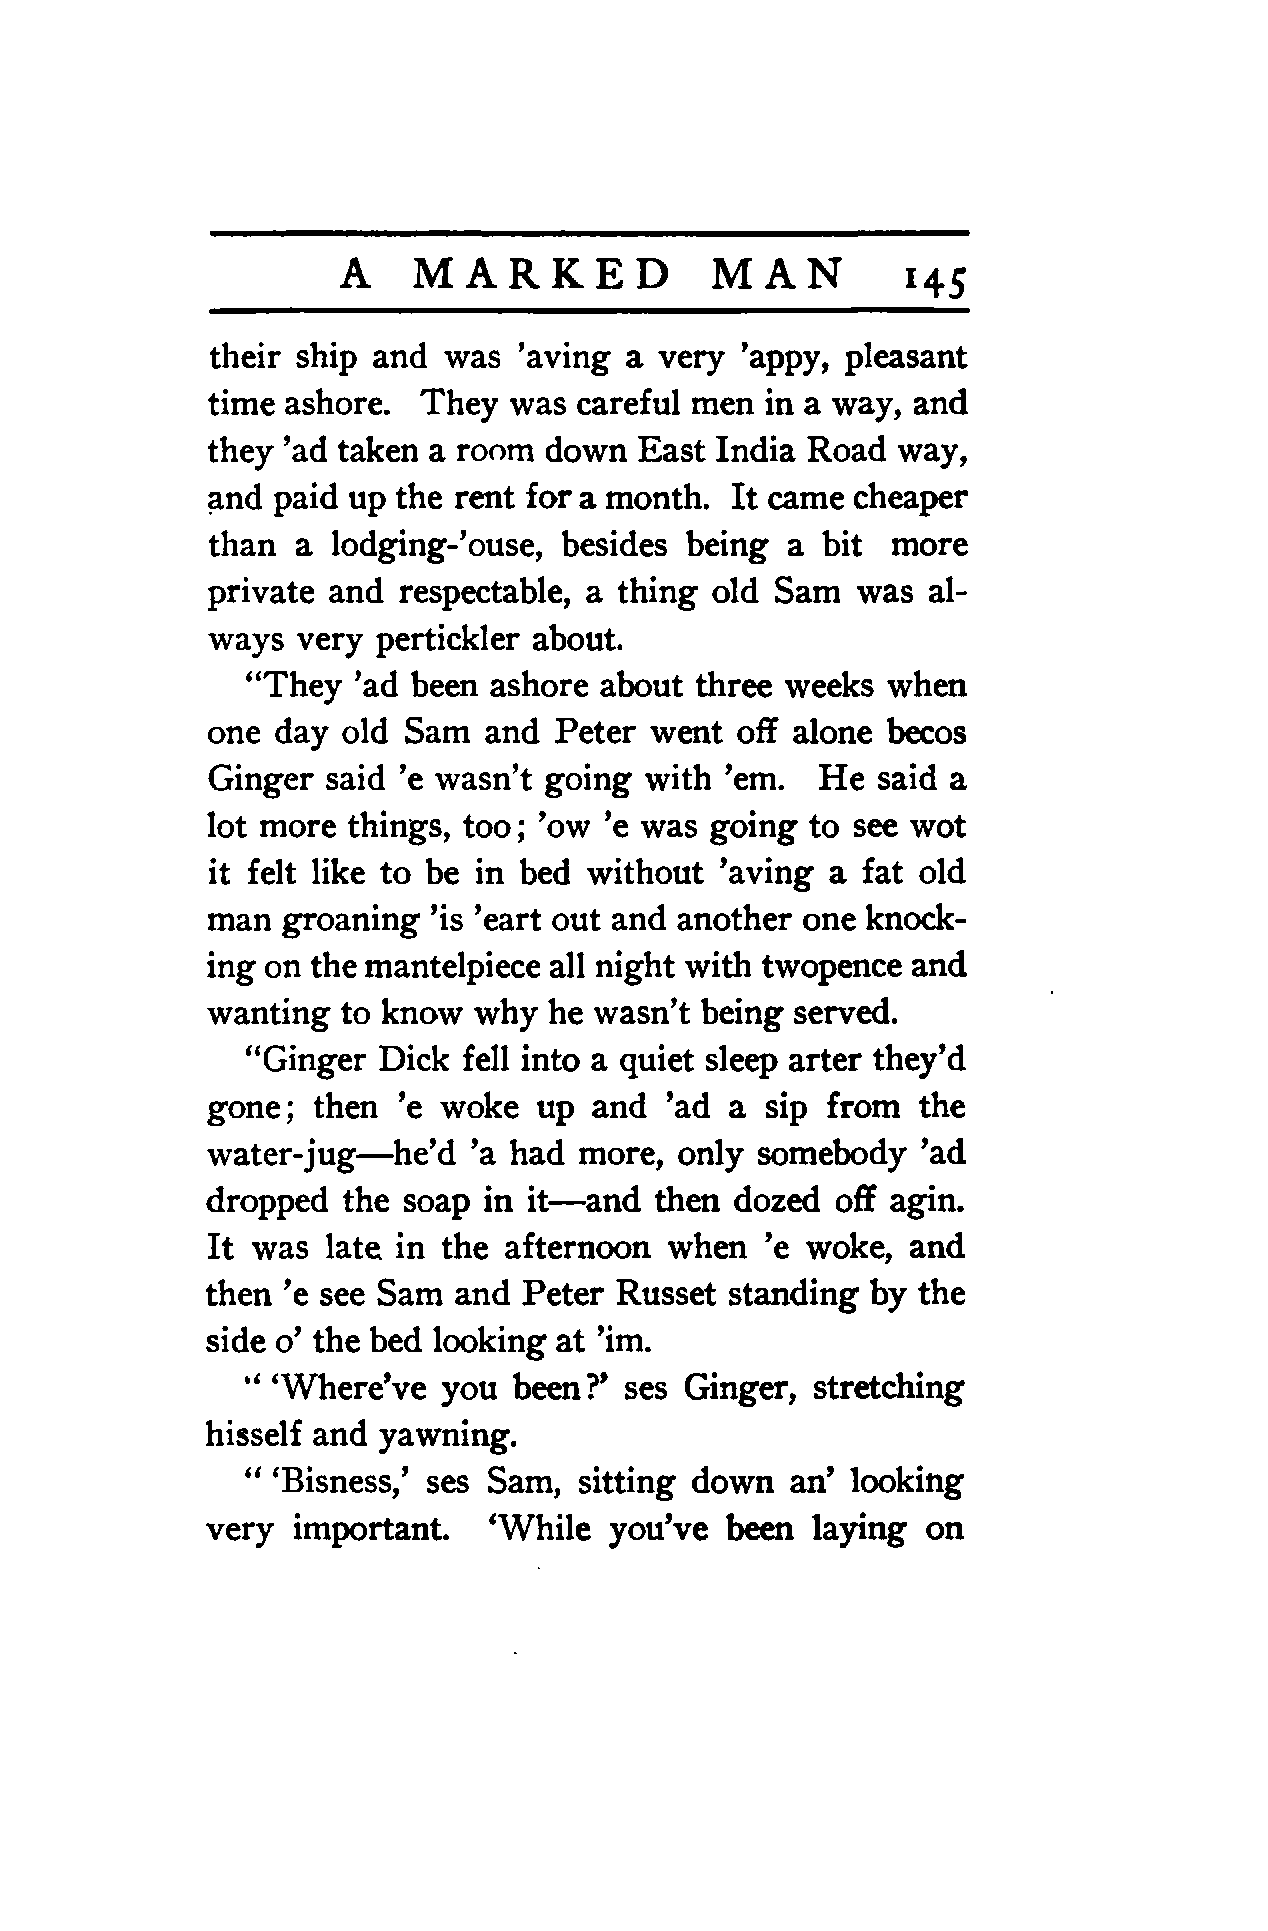 A MARKED MAN 145
their ship and was ’aving a very ’appy, pleasant
time ashore. They was careful men in a way, and
they ’ad taken a room down East India Road way,
and paid up the rent for a month. It came cheaper
than a lodging-’ouse, besides being a bit more
private and respectable, a thing old Sam was al-
ways very pertickler about.
“They ’ad been ashore about three weeks when
one day old Sam and Peter went off alone becos
Ginger said ’e wasn’t going with ’em. He said a
lot more things, too; ’ow ’e was going to see wot
it felt like to be in bed without ’aving a fat old
man groaning ’is ’eart out and another one knock-
ing on the mantelpiece all night with twopence and
wanting to know why he wasn’t being served.
“Ginger Dick fell into a quiet sleep arter they’d
gone; then ’e woke up and ’ad a sip from the
water-jug—he’d ’a had more, only somebody ’ad
dropped the soap in it—and then dozed off agin.
It was late in the afternoon when ’e woke, and
then ’e see Sam and Peter Russet standing by the
side o’ the bed looking at ’im.
“ ‘Where’ve you been?’ ses Ginger, stretching
hisself and yawning.
“ ‘Bisness,’ ses Sam, sitting down an’ looking
very important. ‘While you’ve been laying on